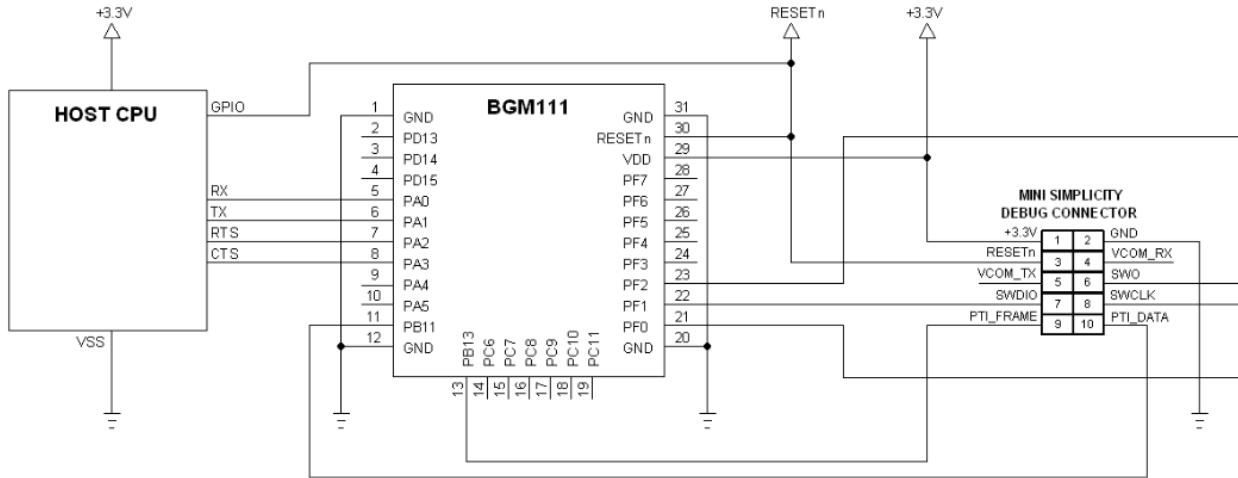 +3.3V
RESETn
+3.3V
HOST CPU
GPIO
RX
TX
RTS
CTS
VSS
BGM111
1 GND
2 PD13
3 PD14
4 PD15
5 PA0
6 PA1
7 PA2
8 PA3
9 PA4
10 PA5
11 PB11
12 GND
13 PB13
14 PC6
15 PC7
16 PC8
17 PC9
18 PC10
19 PC11
GND 31
RESETn 30
VDD 29
PF7 28
PF6 27
PF5 26
PF4 25
PF3 24
PF2 23
PF1 22
PF0 21
GND 20
MINI SIMPLICITY
DEBUG CONNECTOR
+3.3V 1 2 GND
RESETn 3 4 VCOM_RX
VCOM_TX 5 6 SWO
SWDIO 7 8 SWCLK
PTI_FRAME 9 10 PTI_DATA